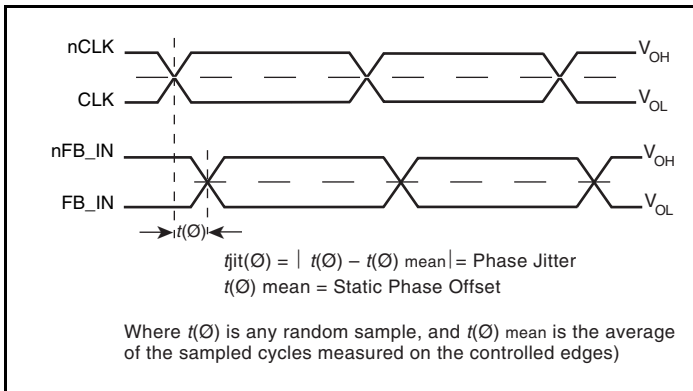 nCLK
V_OH
CLK
V_OL
nFB_IN
V_OH
FB_IN
V_OL
t(Ø)
tjit(Ø) = | t(Ø) – t(Ø) mean| = Phase Jitter
t(Ø) mean = Static Phase Offset
Where t(Ø) is any random sample, and t(Ø) mean is the average
of the sampled cycles measured on the controlled edges)